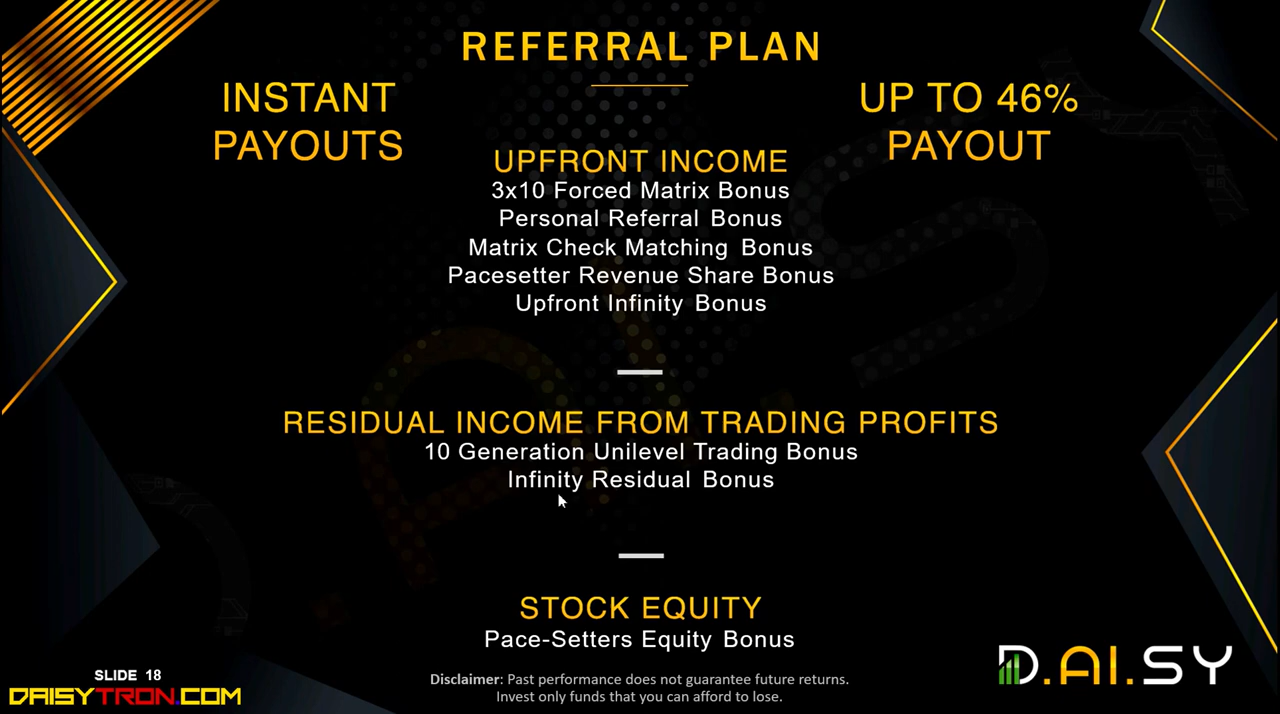 REFERRAL PLAN
INSTANT
PAYOUTS
UP TO 46%
PAYOUT
UPFRONT INCOME
3x10 Forced Matrix Bonus
Personal Referral Bonus
Matrix Check Matching Bonus
Pacesetter Revenue Share Bonus
Upfront Infinity Bonus
RESIDUAL INCOME FROM TRADING PROFITS
10 Generation Unilevel Trading Bonus
Infinity Residual Bonus
STOCK EQUITY
Pace-Setters Equity Bonus
SLIDE 18
DAISYTRON.COM
Disclaimer: Past performance does not guarantee future returns.
Invest only funds that you can afford to lose.
D.AI.SY